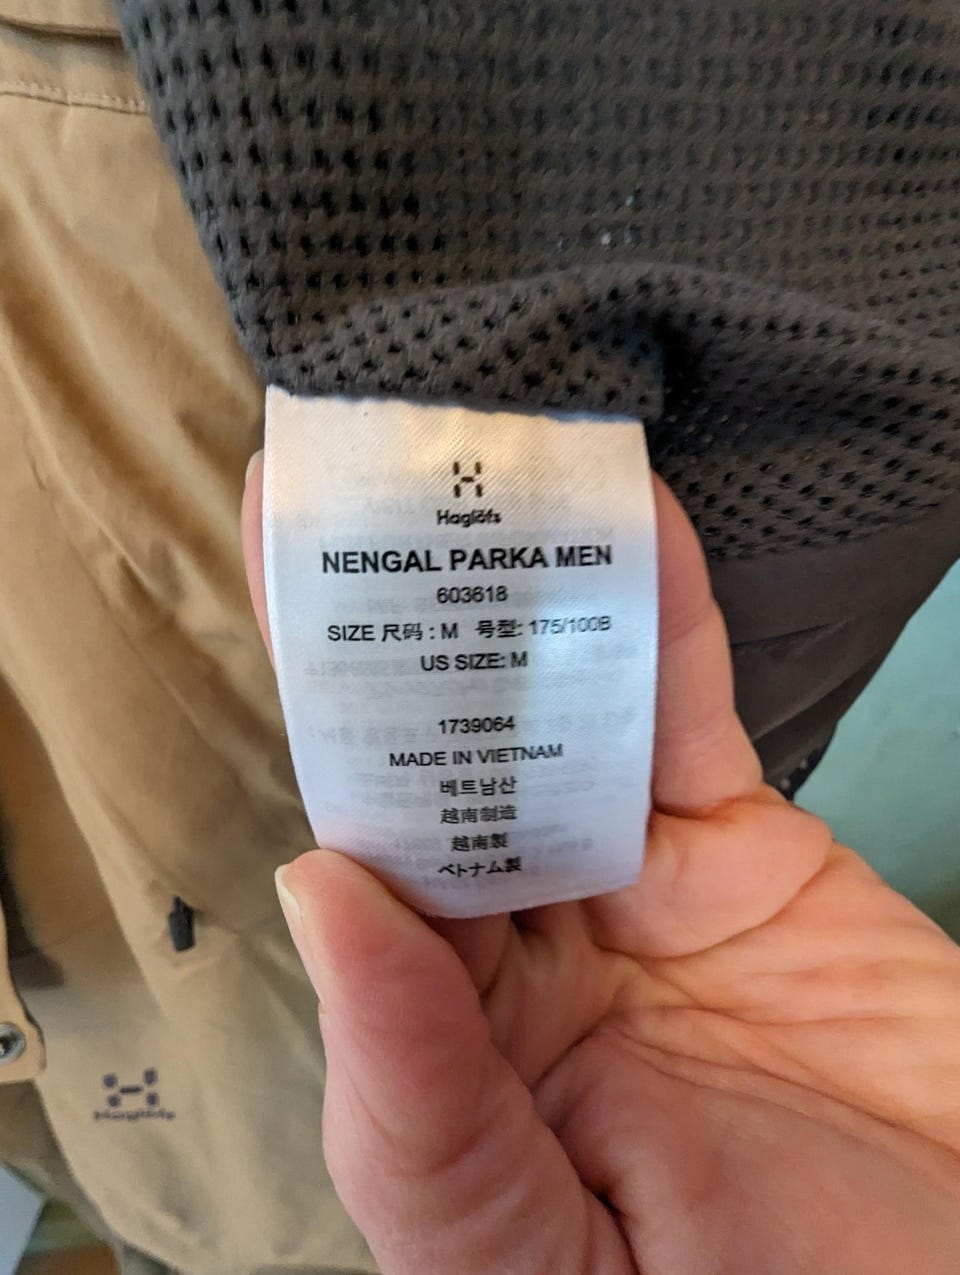 Haglöfs
NENGAL PARKA MEN
603618
SIZE 尺码 : M 号型: 175/100B
US SIZE: M
1739064
MADE IN VIETNAM
베트남산
越南制造
越南製
ベトナム製
Haglöfs